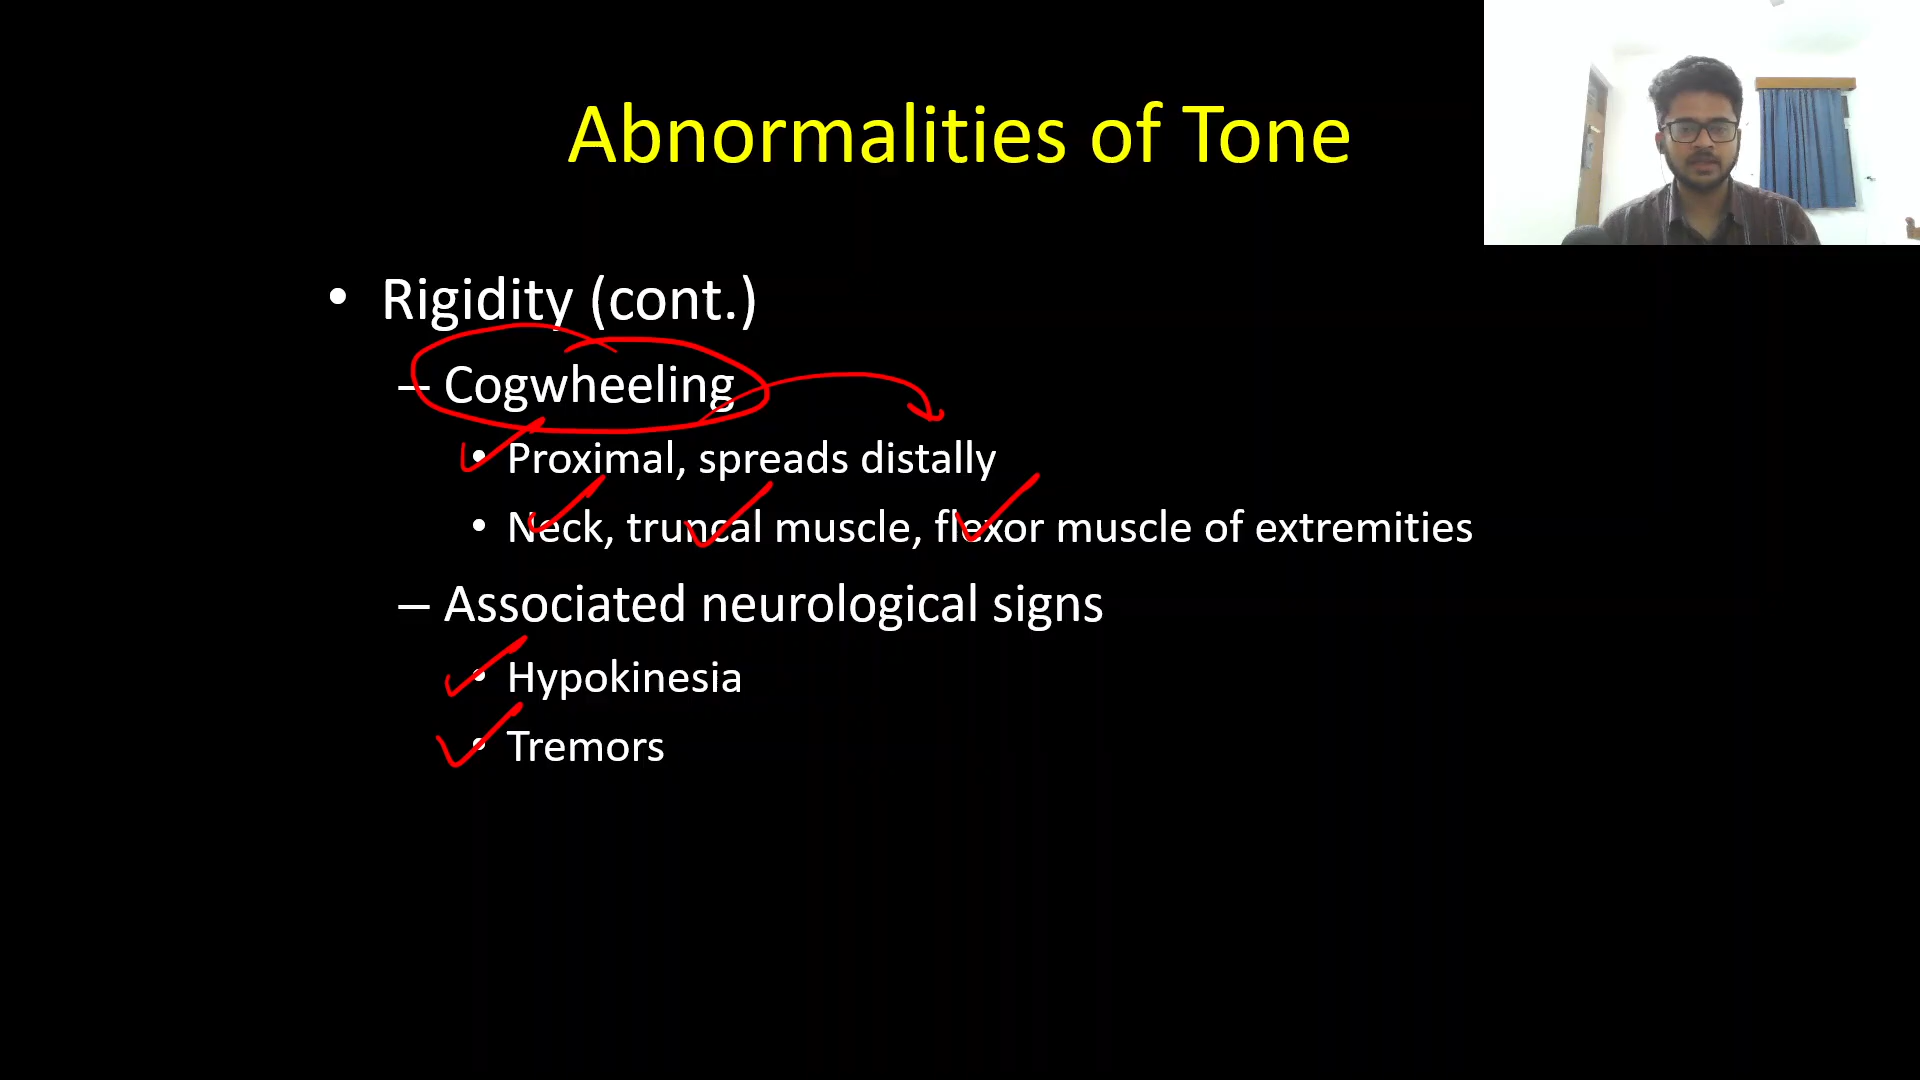 Abnormalities of Tone
• Rigidity (cont.)
– Cogwheeling
• Proximal, spreads distally
• Neck, truncal muscle, flexor muscle of extremities
– Associated neurological signs
• Hypokinesia
• Tremors